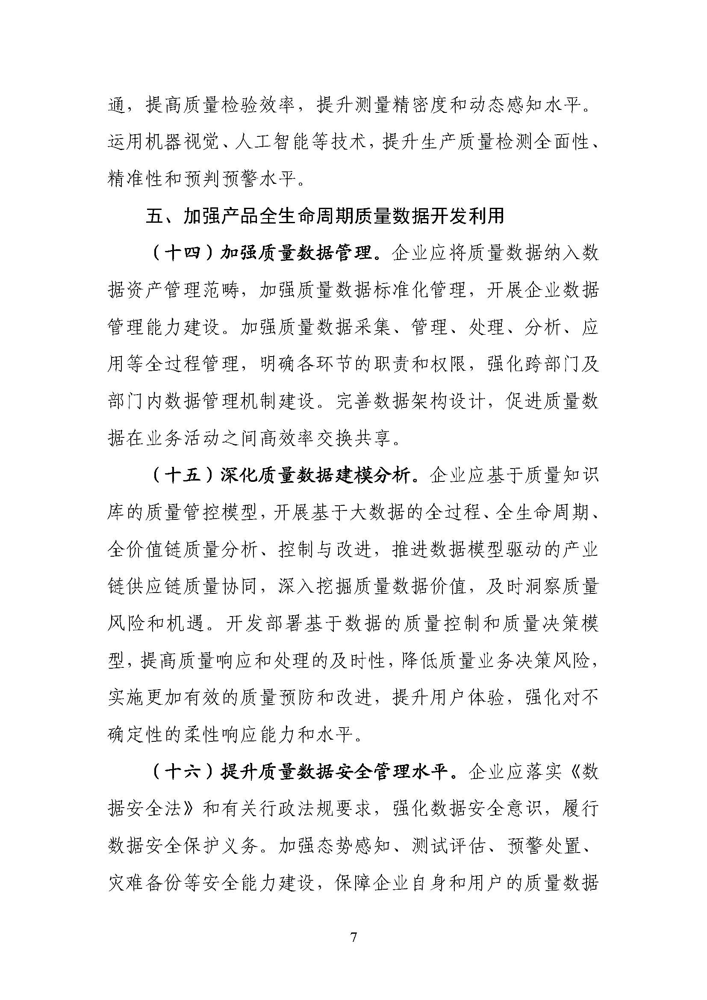 通，提高质量检验效率，提升测量精密度和动态感知水平。
运用机器视觉、人工智能等技术，提升生产质量检测全面性、
精准性和预判预警水平。
五、加强产品全生命周期质量数据开发利用
（十四）加强质量数据管理。企业应将质量数据纳入数
据资产管理范畴，加强质量数据标准化管理，开展企业数据
管理能力建设。加强质量数据采集、管理、处理、分析、应
用等全过程管理，明确各环节的职责和权限，强化跨部门及
部门内数据管理机制建设。完善数据架构设计，促进质量数
据在业务活动之间高效率交换共享。
（十五）深化质量数据建模分析。企业应基于质量知识
库的质量管控模型，开展基于大数据的全过程、全生命周期、
全价值链质量分析、控制与改进，推进数据模型驱动的产业
链供应链质量协同，深入挖掘质量数据价值，及时洞察质量
风险和机遇。开发部署基于数据的质量控制和质量决策模
型，提高质量响应和处理的及时性，降低质量业务决策风险，
实施更加有效的质量预防和改进，提升用户体验，强化对不
确定性的柔性响应能力和水平。
（十六）提升质量数据安全管理水平。企业应落实《数
据安全法》和有关行政法规要求，强化数据安全意识，履行
数据安全保护义务。加强态势感知、测试评估、预警处置、
灾难备份等安全能力建设，保障企业自身和用户的质量数据
7